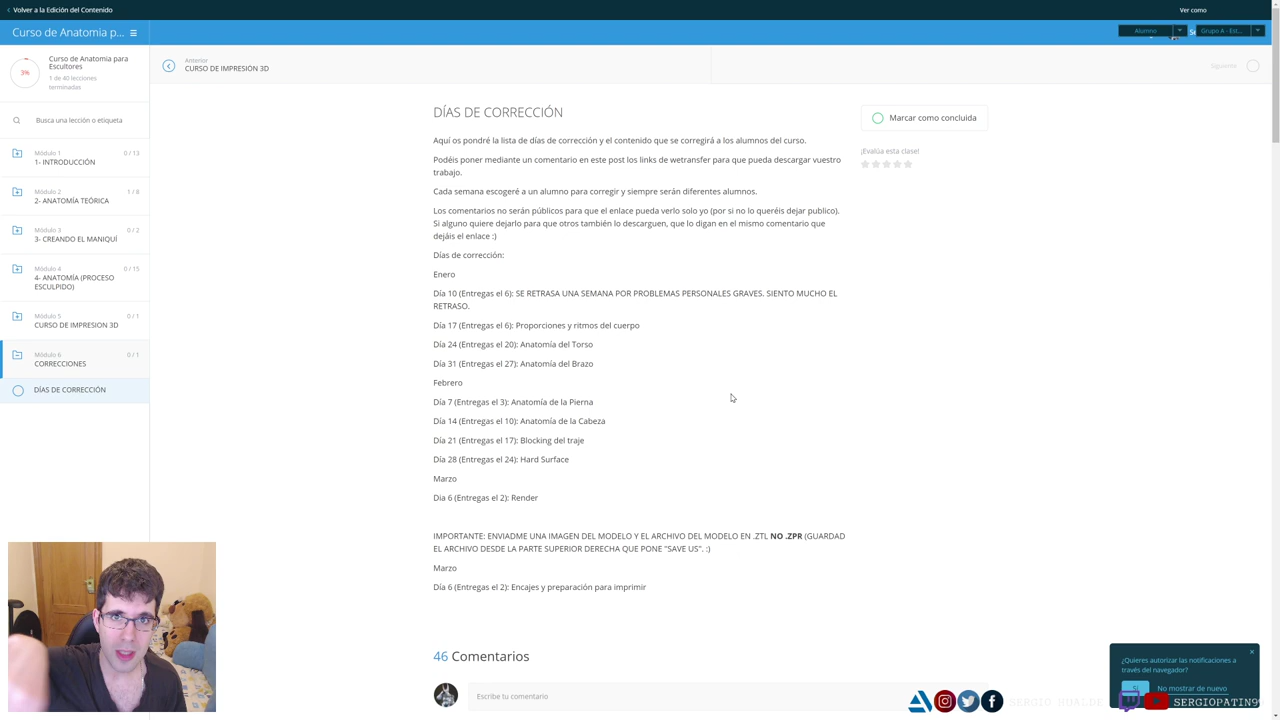 Volver a la Edición del Contenido
Ver como
Curso de Anatomia p...
Alumno
Grupo A - Est...
3%
Curso de Anatomia para
Escultores
1 de 40 lecciones
terminadas
Anterior
CURSO DE IMPRESIÓN 3D
Siguiente
Busca una lección o etiqueta
Módulo 1
0 / 13
1- INTRODUCCIÓN
Módulo 2
1 / 8
2- ANATOMÍA TEÓRICA
Módulo 3
0 / 2
3- CREANDO EL MANIQUÍ
Módulo 4
0 / 15
4- ANATOMÍA (PROCESO
ESCULPIDO)
Módulo 5
0 / 1
CURSO DE IMPRESION 3D
Módulo 6
0 / 1
CORRECCIONES
DÍAS DE CORRECCIÓN
DÍAS DE CORRECCIÓN
Aquí os pondré la lista de días de corrección y el contenido que se corregirá a los alumnos del curso.
Podéis poner mediante un comentario en este post los links de wetransfer para que pueda descargar vuestro
trabajo.
Cada semana escogeré a un alumno para corregir y siempre serán diferentes alumnos.
Los comentarios no serán públicos para que el enlace pueda verlo solo yo (por si no lo queréis dejar publico).
Si alguno quiere dejarlo para que otros también lo descarguen, que lo digan en el mismo comentario que
dejáis el enlace :)
Días de corrección:
Enero
Día 10 (Entregas el 6): SE RETRASA UNA SEMANA POR PROBLEMAS PERSONALES GRAVES. SIENTO MUCHO EL
RETRASO.
Día 17 (Entregas el 6): Proporciones y ritmos del cuerpo
Día 24 (Entregas el 20): Anatomía del Torso
Día 31 (Entregas el 27): Anatomía del Brazo
Febrero
Día 7 (Entregas el 3): Anatomía de la Pierna
Día 14 (Entregas el 10): Anatomía de la Cabeza
Día 21 (Entregas el 17): Blocking del traje
Día 28 (Entregas el 24): Hard Surface
Marzo
Dia 6 (Entregas el 2): Render
IMPORTANTE: ENVIADME UNA IMAGEN DEL MODELO Y EL ARCHIVO DEL MODELO EN .ZTL NO .ZPR (GUARDAD
EL ARCHIVO DESDE LA PARTE SUPERIOR DERECHA QUE PONE "SAVE US". :)
Marzo
Día 6 (Entregas el 2): Encajes y preparación para imprimir
46 Comentarios
Escribe tu comentario
Marcar como concluida
¡Evalúa esta clase!
¿Quieres autorizar las notificaciones a
través del navegador?
No mostrar de nuevo
SERGIO HUALDE
SERGIOPATIN99